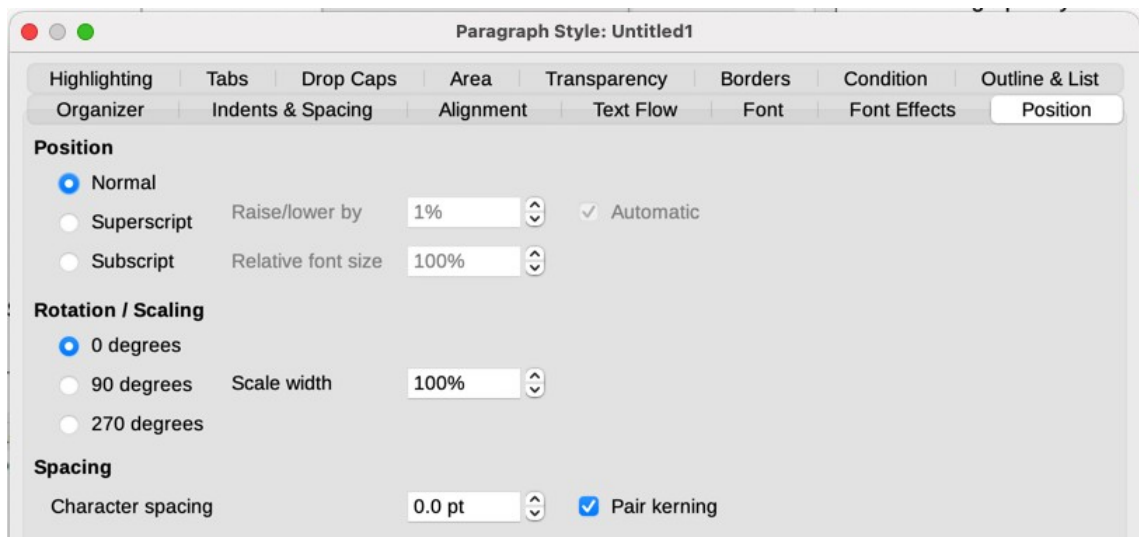 Paragraph Style: Untitled1
Highlighting Tabs Drop Caps Area Transparency Borders Condition Outline & List
Organizer Indents & Spacing Alignment Text Flow Font Font Effects Position
Position
Normal
Superscript Raise/lower by 1% Automatic
Subscript Relative font size 100%
Rotation / Scaling
0 degrees
90 degrees Scale width 100%
270 degrees
Spacing
Character spacing 0.0 pt Pair kerning